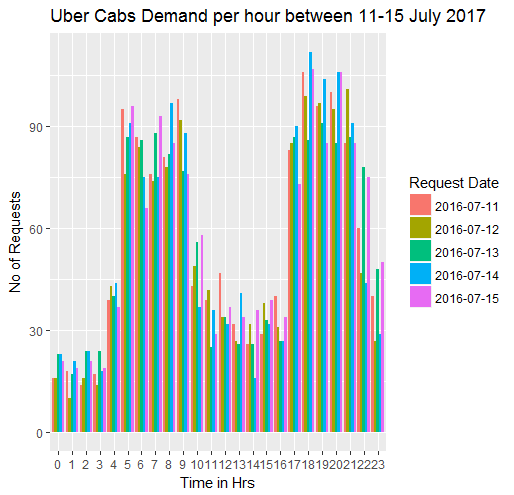 Uber Cabs Demand per hour between 11-15 July 2017
No of Requests
90
60
30
0
0 1 2 3 4 5 6 7 8 9 10 11 12 13 14 15 16 17 18 19 20 21 22 23
Time in Hrs
Request Date
2016-07-11
2016-07-12
2016-07-13
2016-07-14
2016-07-15